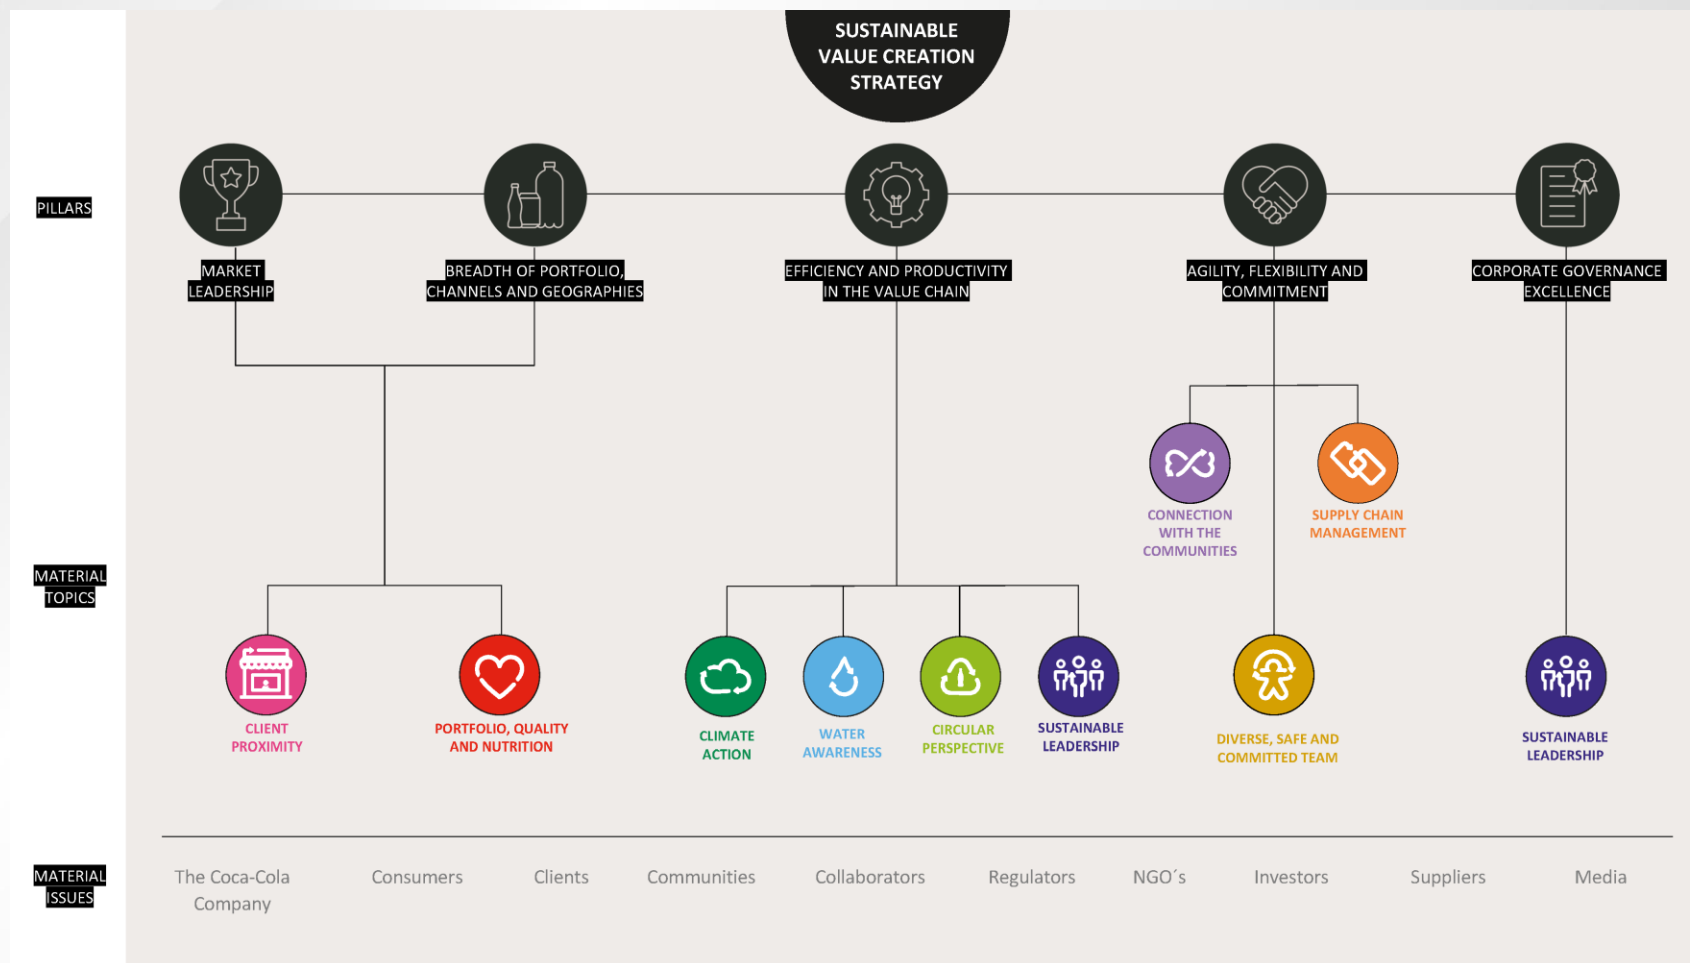 SUSTAINABLE
VALUE CREATION
STRATEGY
PILLARS
MARKET
LEADERSHIP
BREADTH OF PORTFOLIO,
CHANNELS AND GEOGRAPHIES
EFFICIENCY AND PRODUCTIVITY
IN THE VALUE CHAIN
AGILITY, FLEXIBILITY AND
COMMITMENT
CORPORATE GOVERNANCE
EXCELLENCE
MATERIAL
TOPICS
CONNECTION
WITH THE
COMMUNITIES
SUPPLY CHAIN
MANAGEMENT
CLIENT
PROXIMITY
PORTFOLIO, QUALITY
AND NUTRITION
CLIMATE
ACTION
WATER
AWARENESS
CIRCULAR
PERSPECTIVE
SUSTAINABLE
LEADERSHIP
DIVERSE, SAFE AND
COMMITTED TEAM
SUSTAINABLE
LEADERSHIP
MATERIAL
ISSUES
The Coca-Cola
Company
Consumers
Clients
Communities
Collaborators
Regulators
NGO´s
Investors
Suppliers
Media